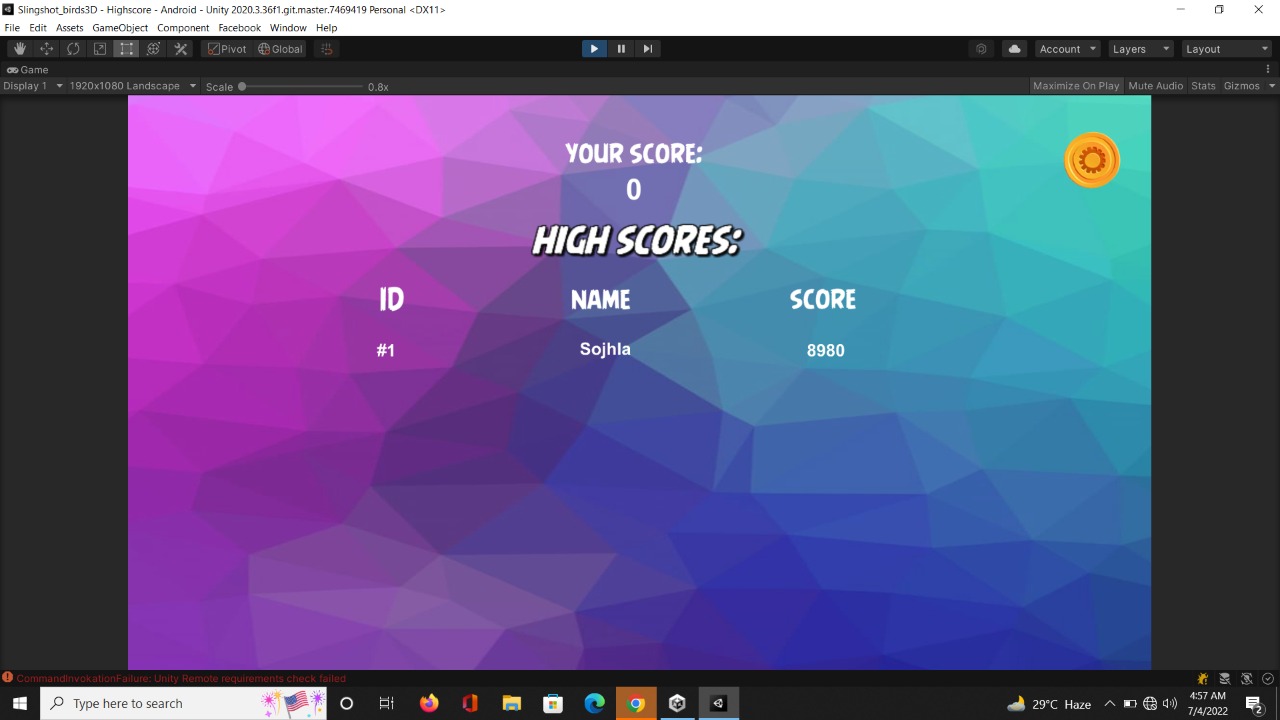 Slingshot_birds3D - Highscore - Android - Unity 2020.3.36f1.git.master.7469419 Personal <DX11>
File Edit Assets GameObject Component Facebook Window Help
Pivot Global Account Layers Layout
Game
Display 1 1920x1080 Landscape Scale 0.8x Maximize On Play Mute Audio Stats Gizmos
YOUR SCORE:
0
HIGH SCORES:
ID NAME SCORE
#1 Sojhla 8980
CommandInvokationFailure: Unity Remote requirements check failed
Type here to search
29°C Haze
4:57 AM
7/4/2022
2